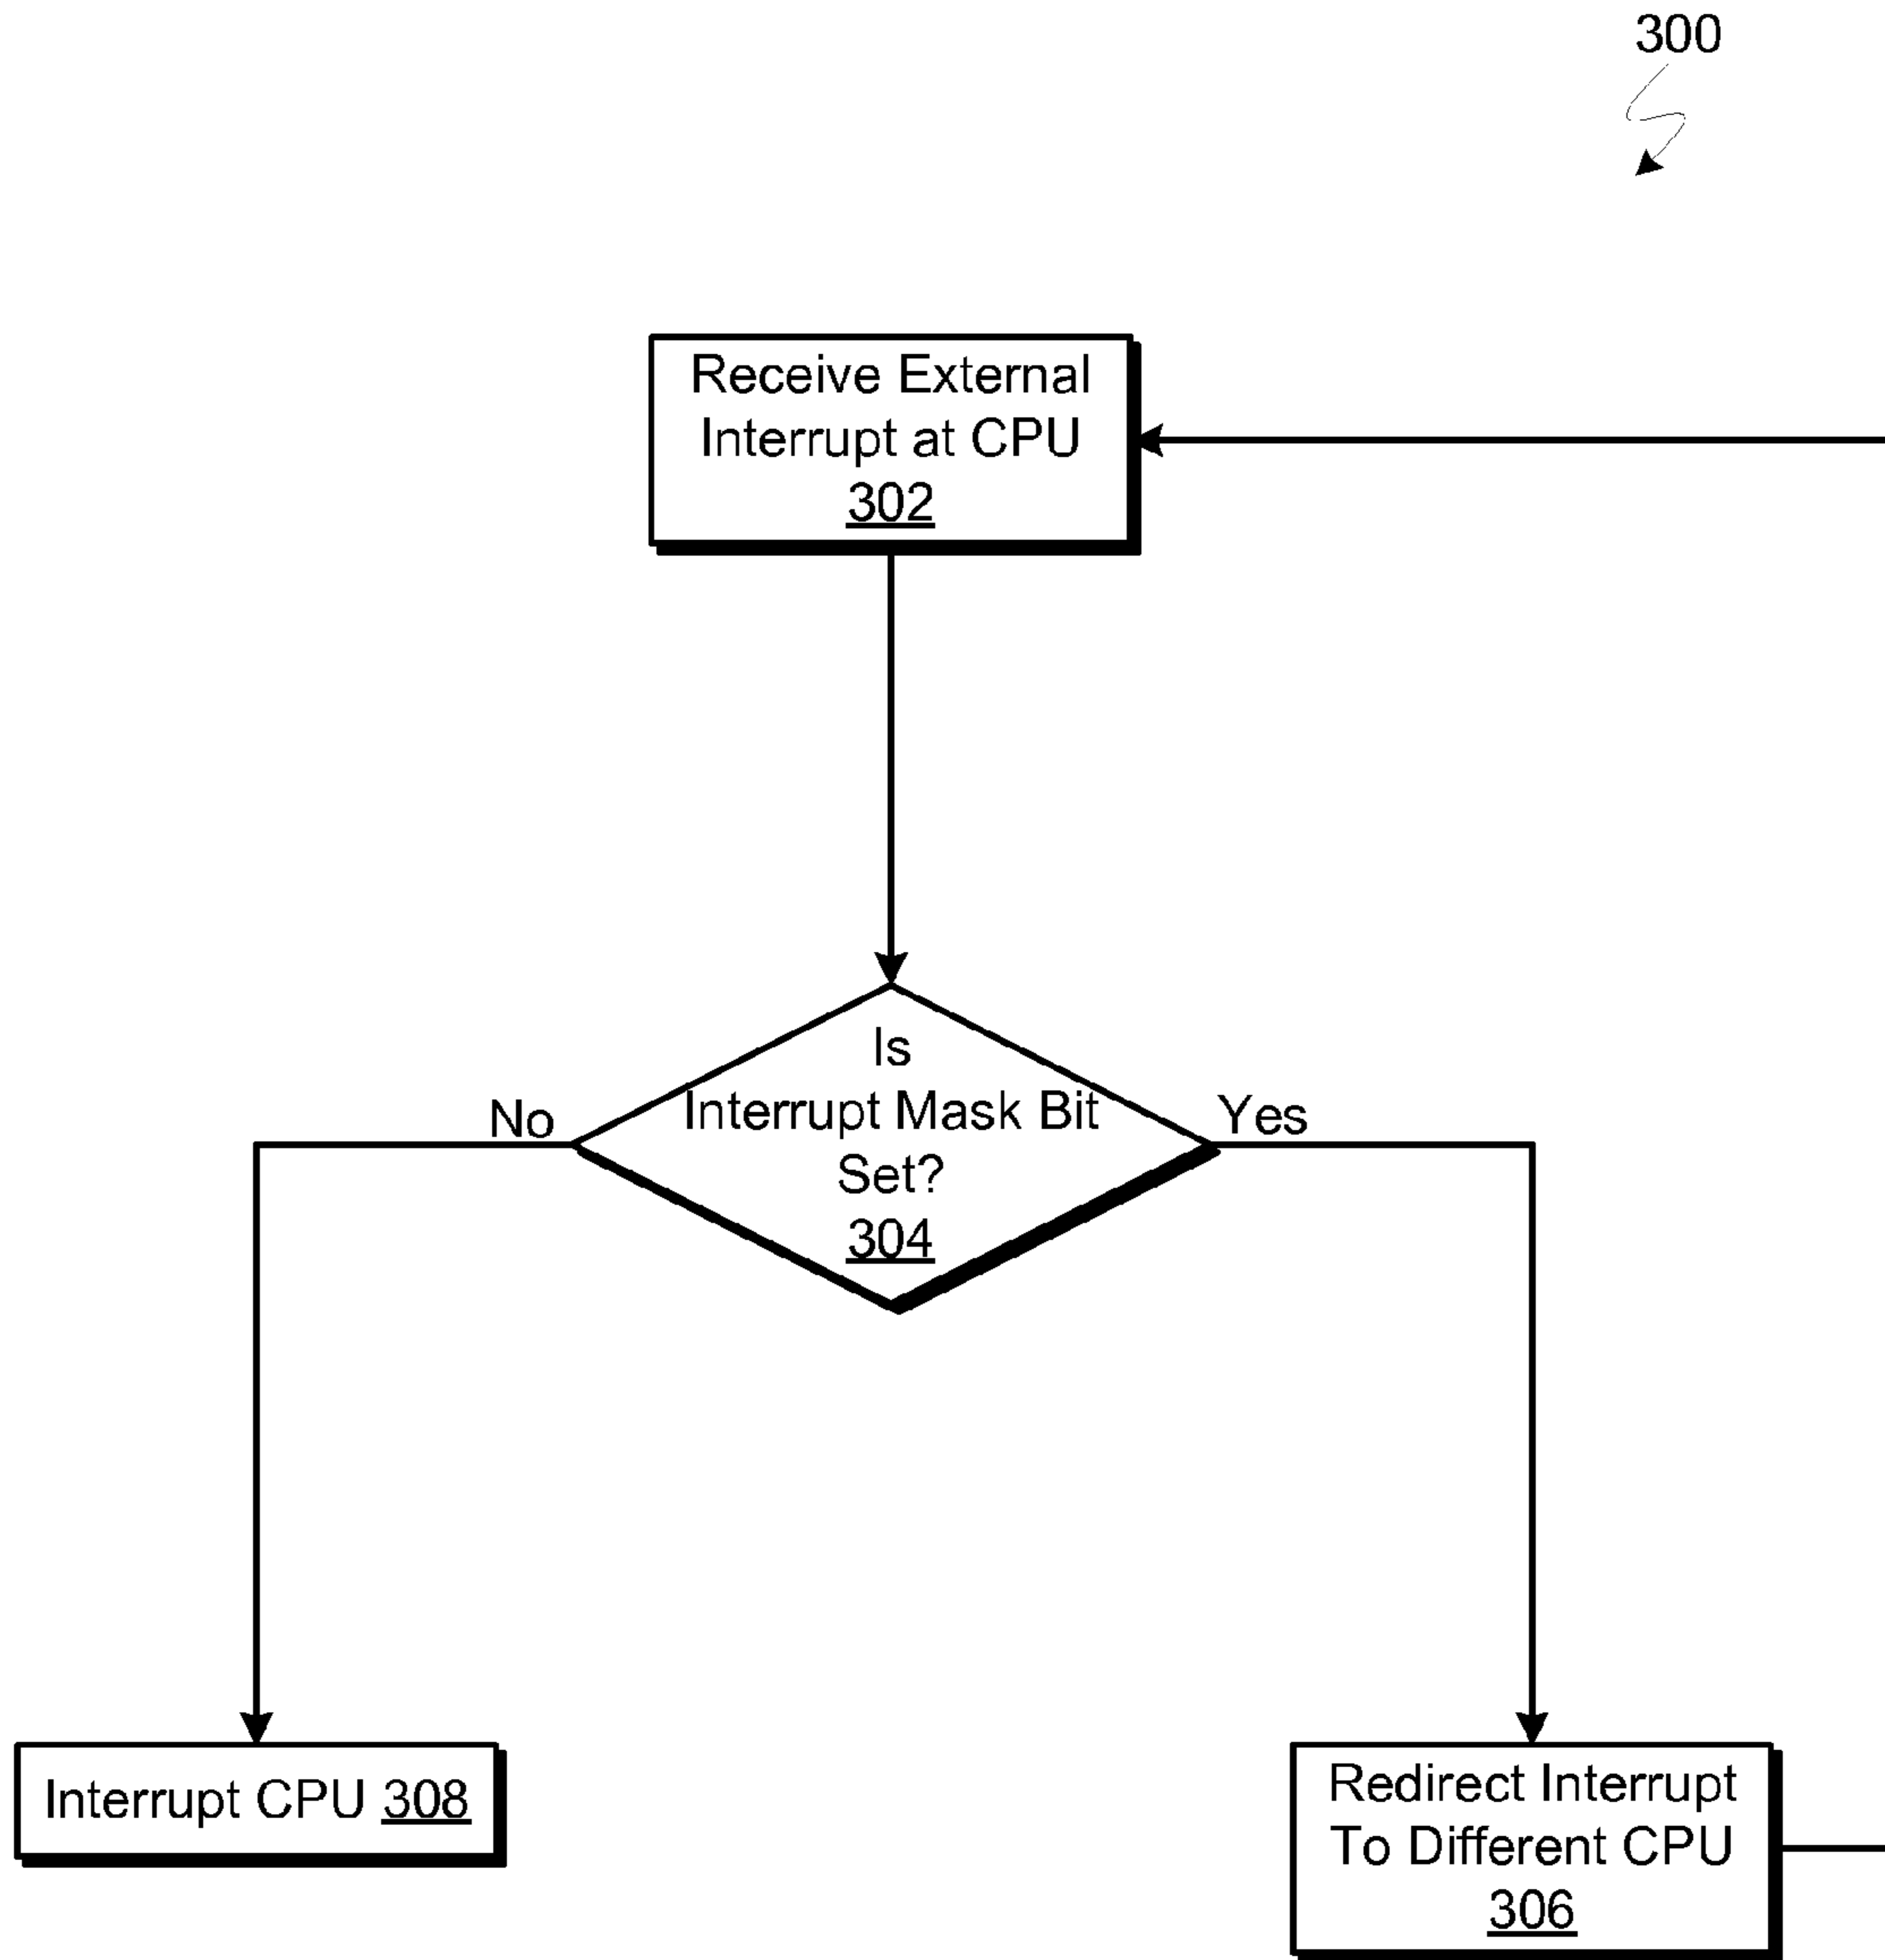 300
Receive External
Interrupt at CPU
302
Is
Interrupt Mask Bit
Set?
304
No
Yes
Interrupt CPU 308
Redirect Interrupt
To Different CPU
306